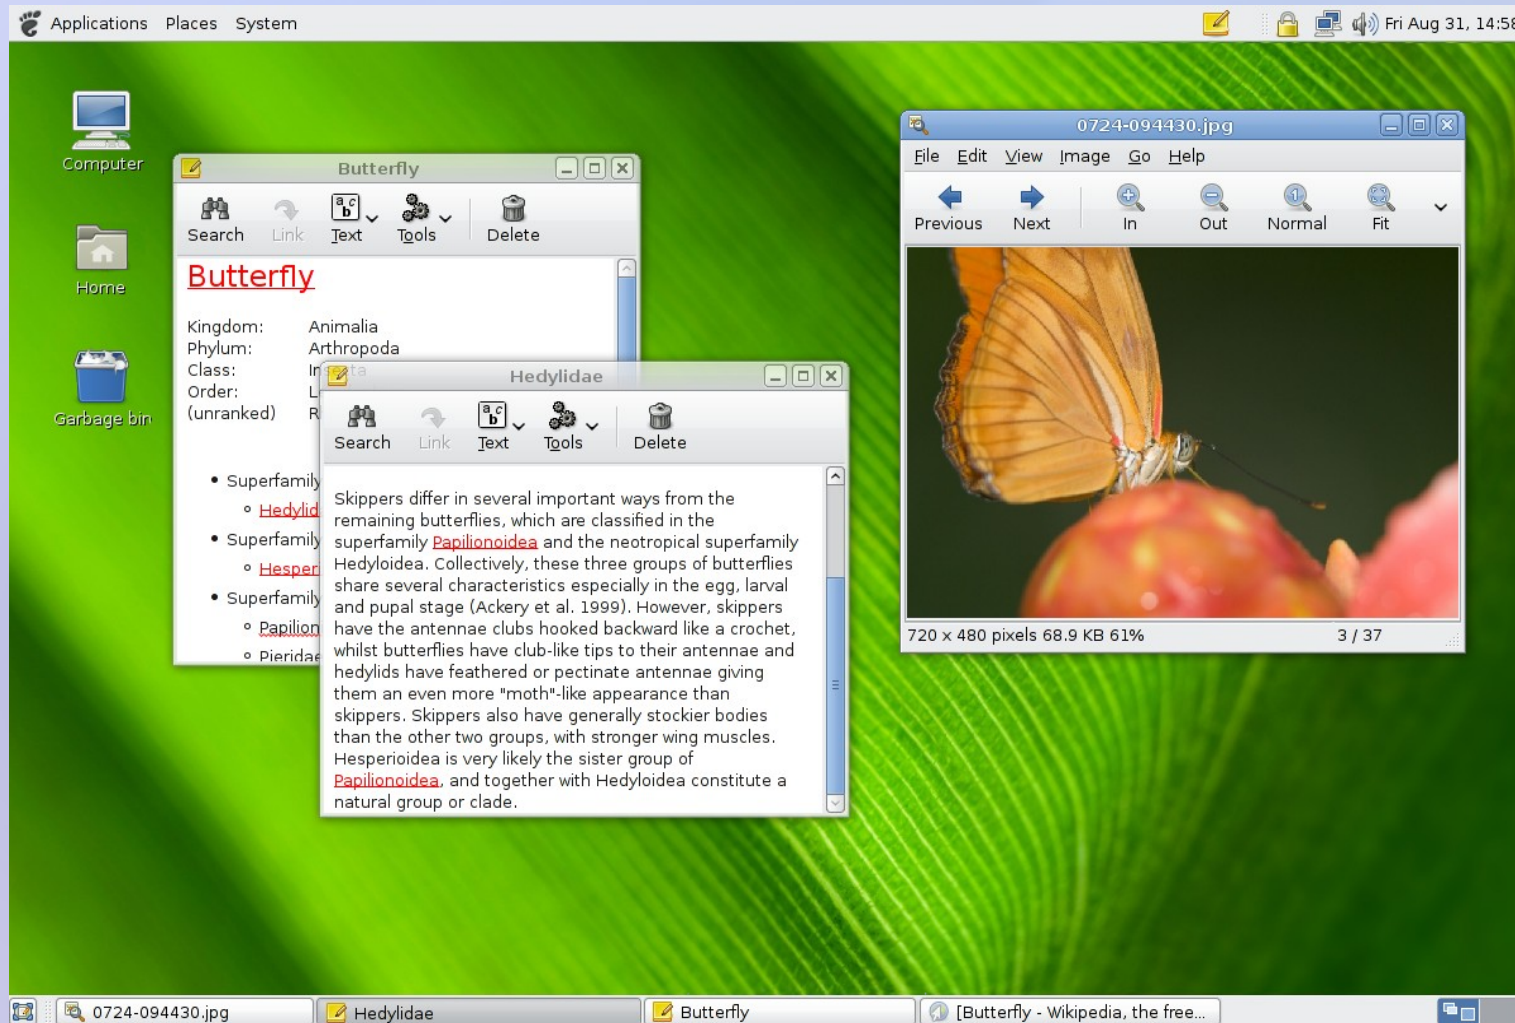 Applications Places System
Fri Aug 31, 14:58
Computer
Home
Garbage bin
Butterfly
Search Link Text Tools Delete
Butterfly
Kingdom: Animalia
Phylum: Arthropoda
Class: Insecta
Order: L
(unranked) R
Superfamily
Hedylid
Superfamily
Hesperi
Superfamily
Papilion
Pieridae
Hedylidae
Search Link Text Tools Delete
Skippers differ in several important ways from the
remaining butterflies, which are classified in the
superfamily Papilionoidea and the neotropical superfamily
Hedyloidea. Collectively, these three groups of butterflies
share several characteristics especially in the egg, larval
and pupal stage (Ackery et al. 1999). However, skippers
have the antennae clubs hooked backward like a crochet,
whilst butterflies have club-like tips to their antennae and
hedylids have feathered or pectinate antennae giving
them an even more "moth"-like appearance than
skippers. Skippers also have generally stockier bodies
than the other two groups, with stronger wing muscles.
Hesperioidea is very likely the sister group of
Papilionoidea, and together with Hedyloidea constitute a
natural group or clade.
0724-094430.jpg
File Edit View Image Go Help
Previous Next In Out Normal Fit
720 x 480 pixels 68.9 KB 61% 3 / 37
0724-094430.jpg
Hedylidae
Butterfly
[Butterfly - Wikipedia, the free...